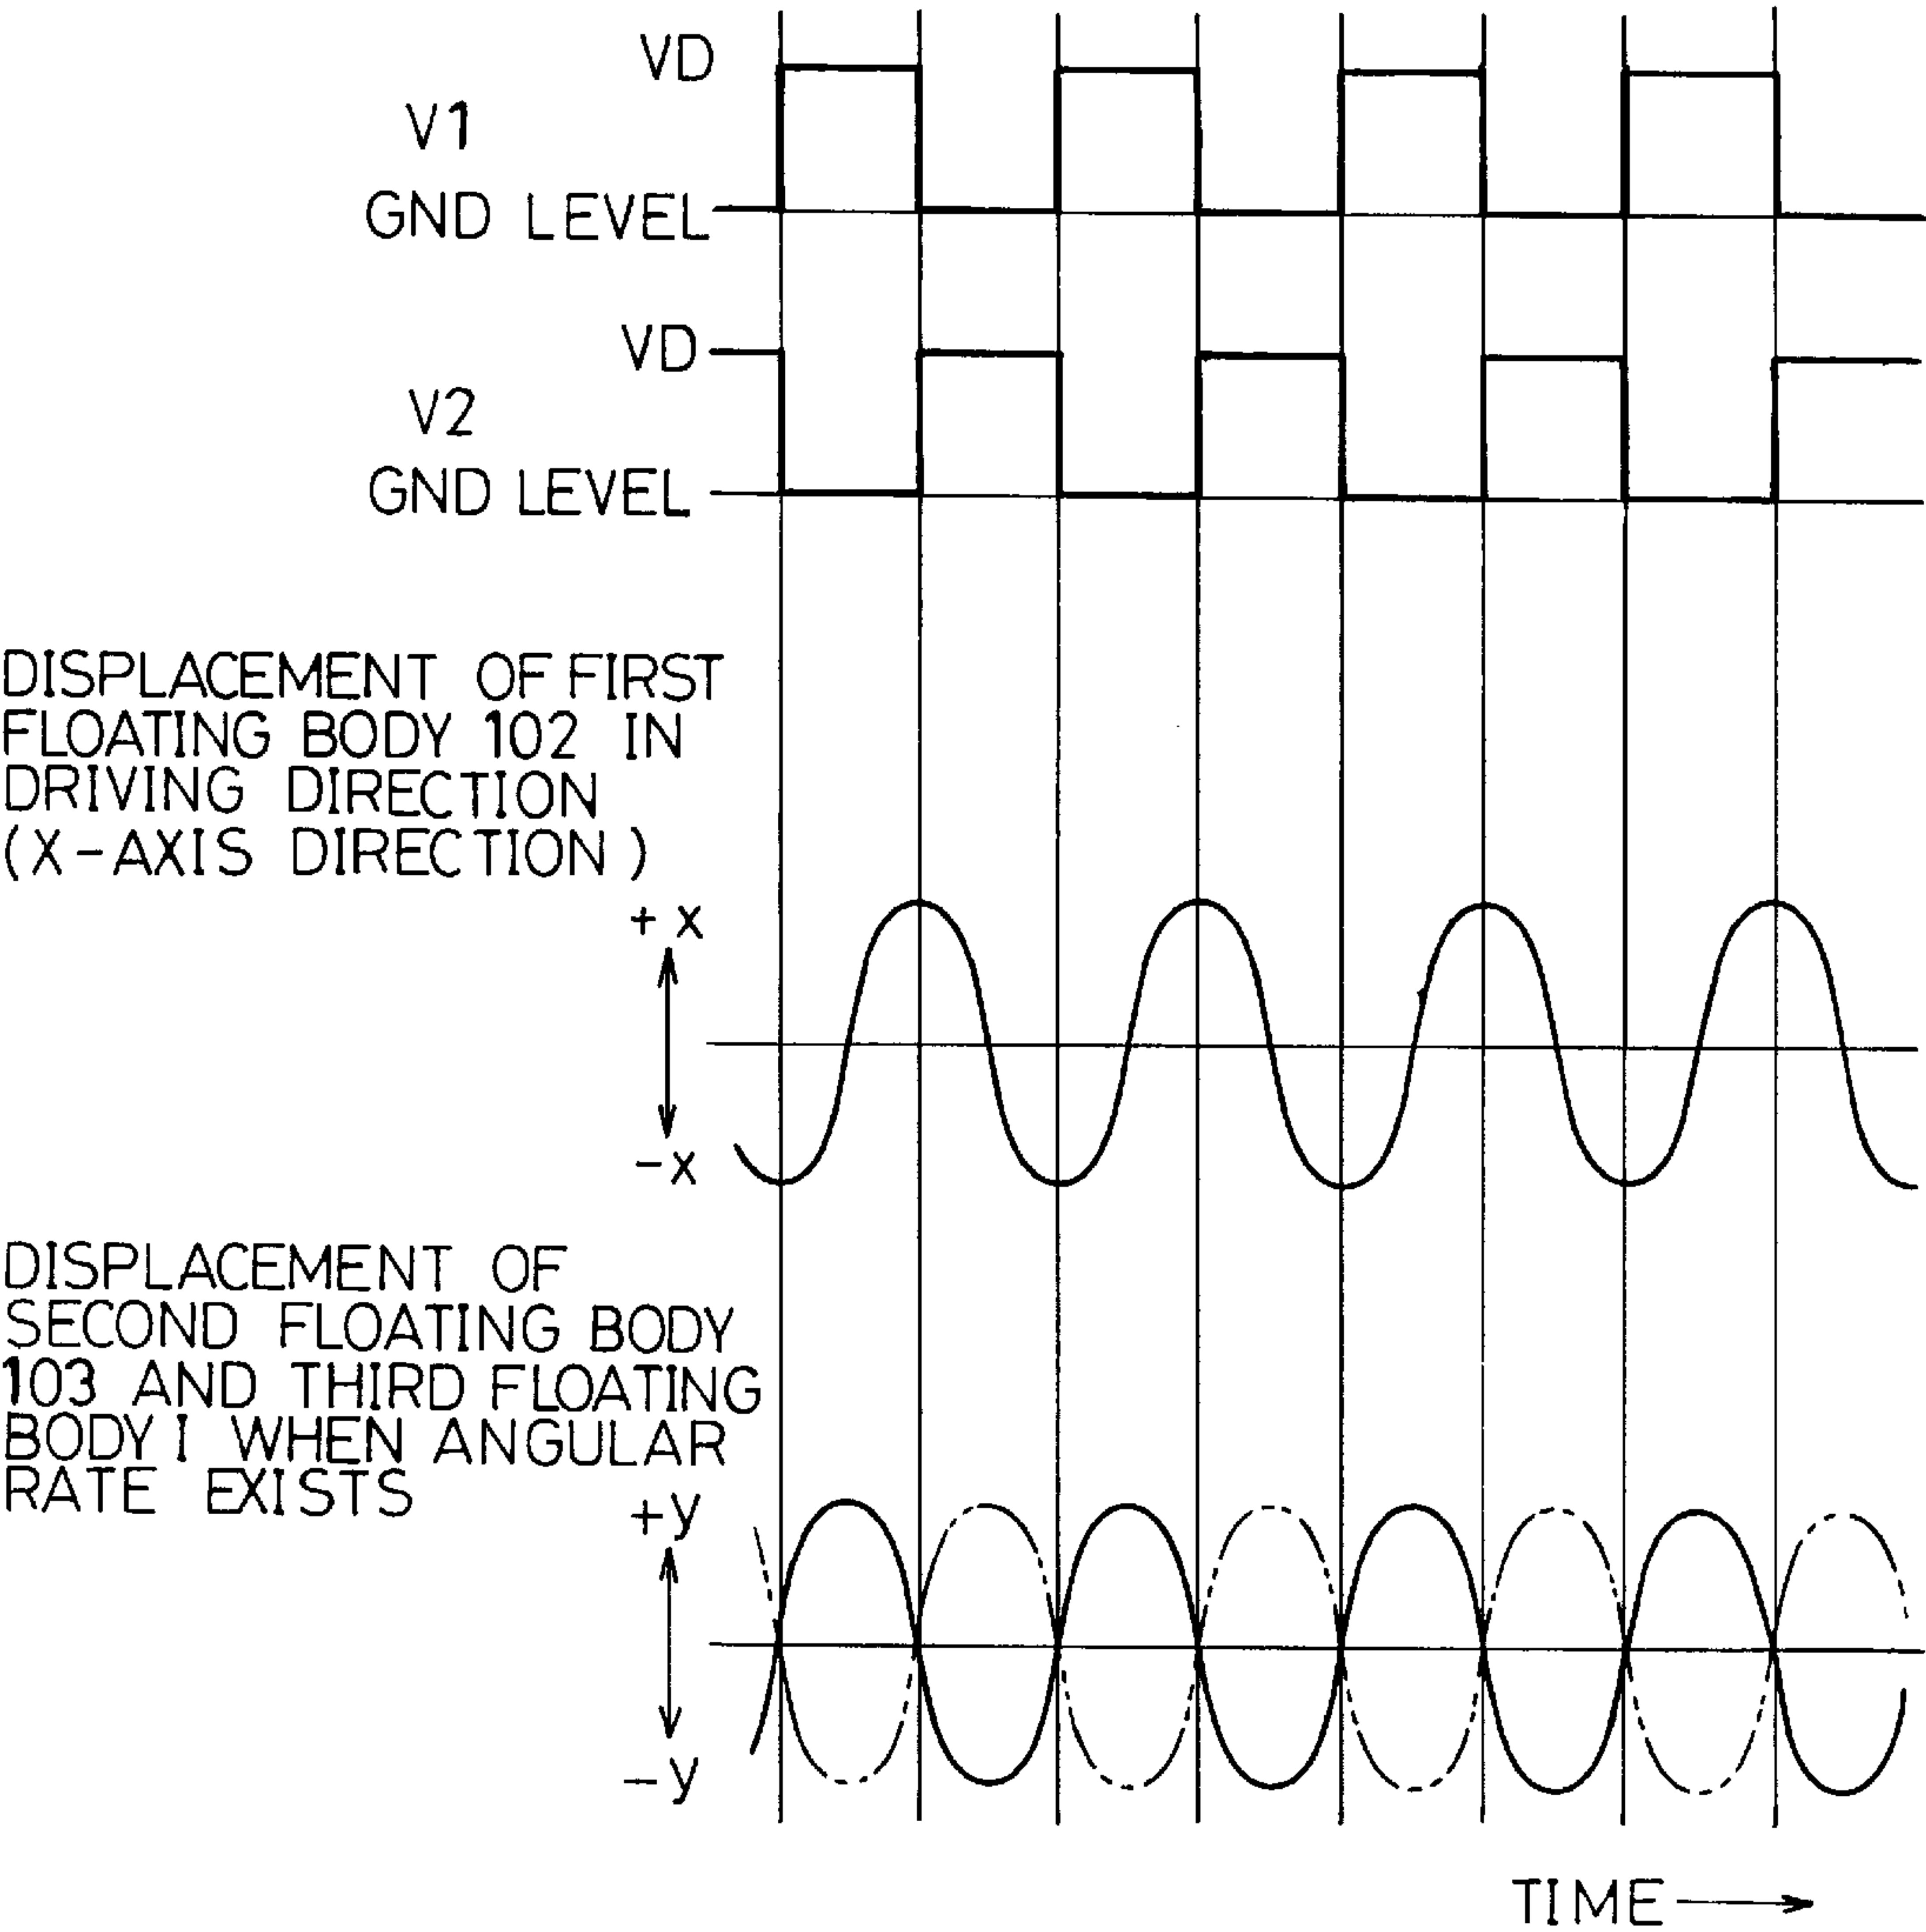 VD
V1
GND LEVEL
VD
V2
GND LEVEL
DISPLACEMENT OF FIRST
FLOATING BODY 102 IN
DRIVING DIRECTION
(X-AXIS DIRECTION)
+x
-x
DISPLACEMENT OF
SECOND FLOATING BODY
103 AND THIRD FLOATING
BODY I WHEN ANGULAR
RATE EXISTS
+y
-y
TIME